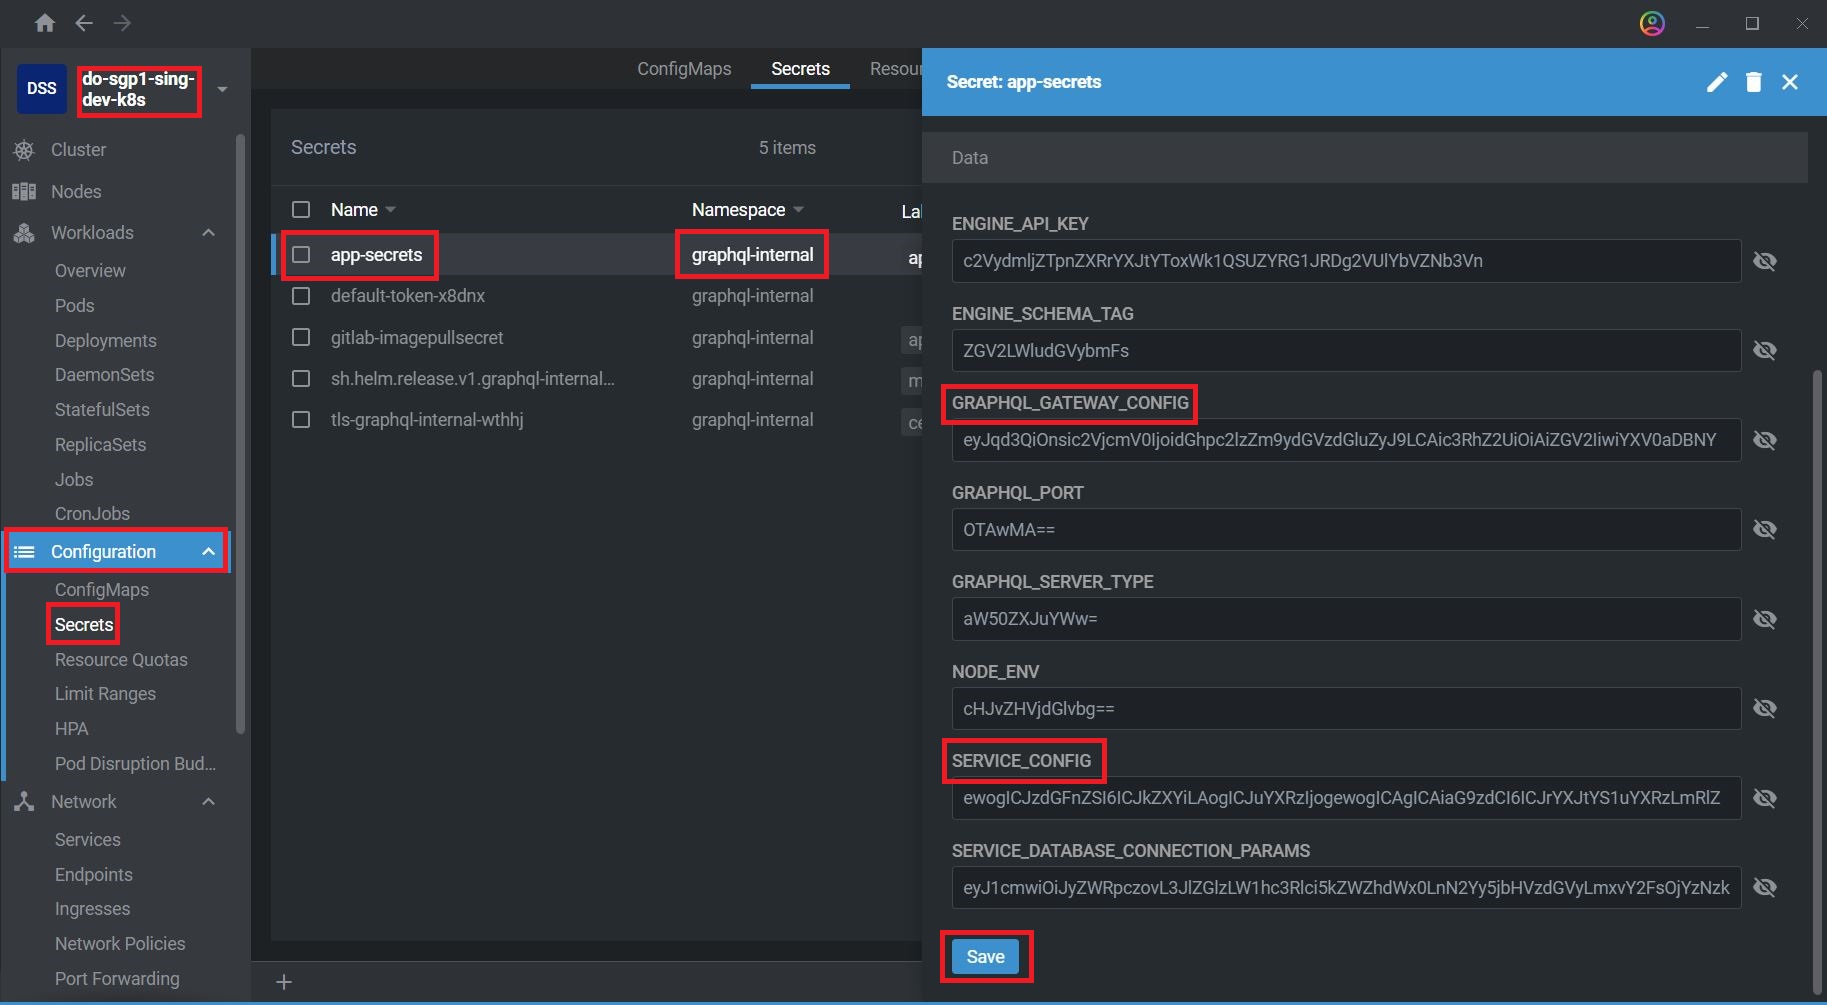 DSS
do-sgp1-sing-
dev-k8s
Cluster
Nodes
Workloads
Overview
Pods
Deployments
DaemonSets
StatefulSets
ReplicaSets
Jobs
CronJobs
Configuration
ConfigMaps
Secrets
Resource Quotas
Limit Ranges
HPA
Pod Disruption Bud...
Network
Services
Endpoints
Ingresses
Network Policies
Port Forwarding
ConfigMaps Secrets Resour
Secrets 5 items
Name Namespace Lal
app-secrets graphql-internal ap
default-token-x8dnx graphql-internal
gitlab-imagepullsecret graphql-internal ap
sh.helm.release.v1.graphql-internal... graphql-internal m
tls-graphql-internal-wthhj graphql-internal ce
+
Secret: app-secrets
Data
ENGINE_API_KEY
c2VydmljZTpnZXRrYXJtYToxWk1QSUZYRG1JRDg2VUlYbVZNb3Vn
ENGINE_SCHEMA_TAG
ZGV2LWludGVybmFs
GRAPHQL_GATEWAY_CONFIG
eyJqd3QiOnsic2VjcmV0IjoidGhpc2lzZm9ydGVzdGluZyJ9LCAic3RhZ2UiOiAiZGV2IiwiYXV0aDBNY
GRAPHQL_PORT
OTAwMA==
GRAPHQL_SERVER_TYPE
aW50ZXJuYWw=
NODE_ENV
cHJvZHVjdGlvbg==
SERVICE_CONFIG
ewogICJzdGFnZSI6ICJkZXYiLAogICJuYXRzIjogewogICAgICAiaG9zdCI6ICJrYXJtYS1uYXRzLmRlZ
SERVICE_DATABASE_CONNECTION_PARAMS
eyJ1cmwiOiJyZWRpczovL3JlZGlzLW1hc3Rlci5kZWZhdWx0LnN2Yy5jbHVzdGVyLmxvY2FsOjYzNzk
Save